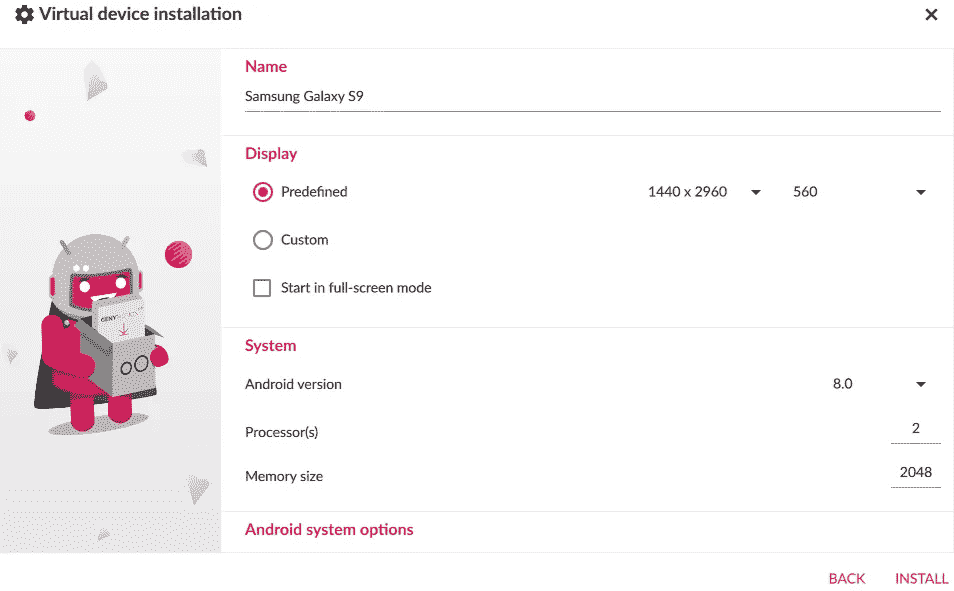 Virtual device installation
Name
Samsung Galaxy S9
Display
Predefined 1440 x 2960 560
Custom
Start in full-screen mode
System
Android version 8.0
Processor(s) 2
Memory size 2048
Android system options
BACK INSTALL